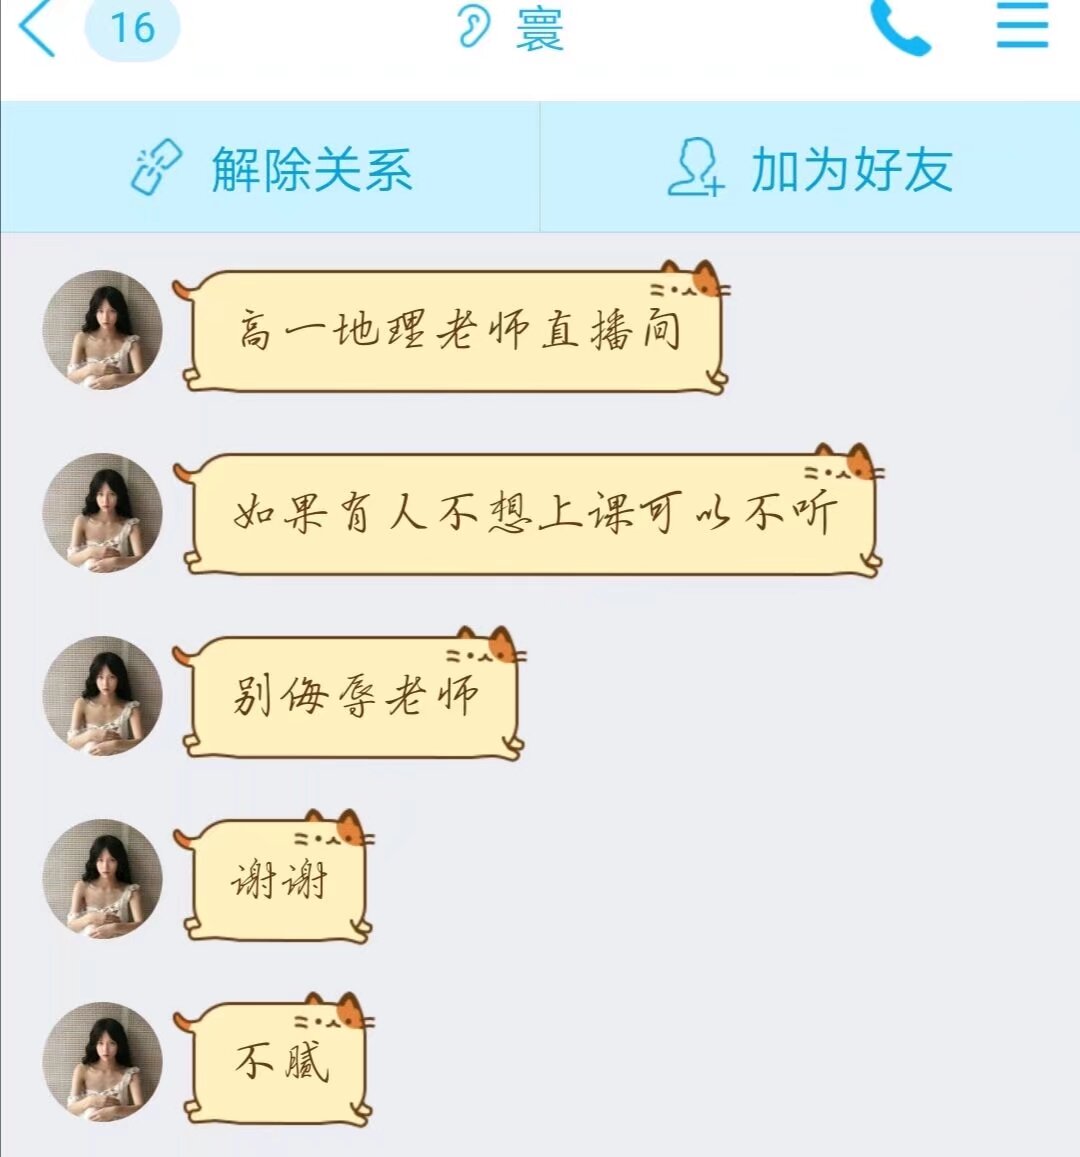 16
寰
解除关系
加为好友
高一地理老师直播间
如果有人不想上课可以不听
别侮辱老师
谢谢
不腻